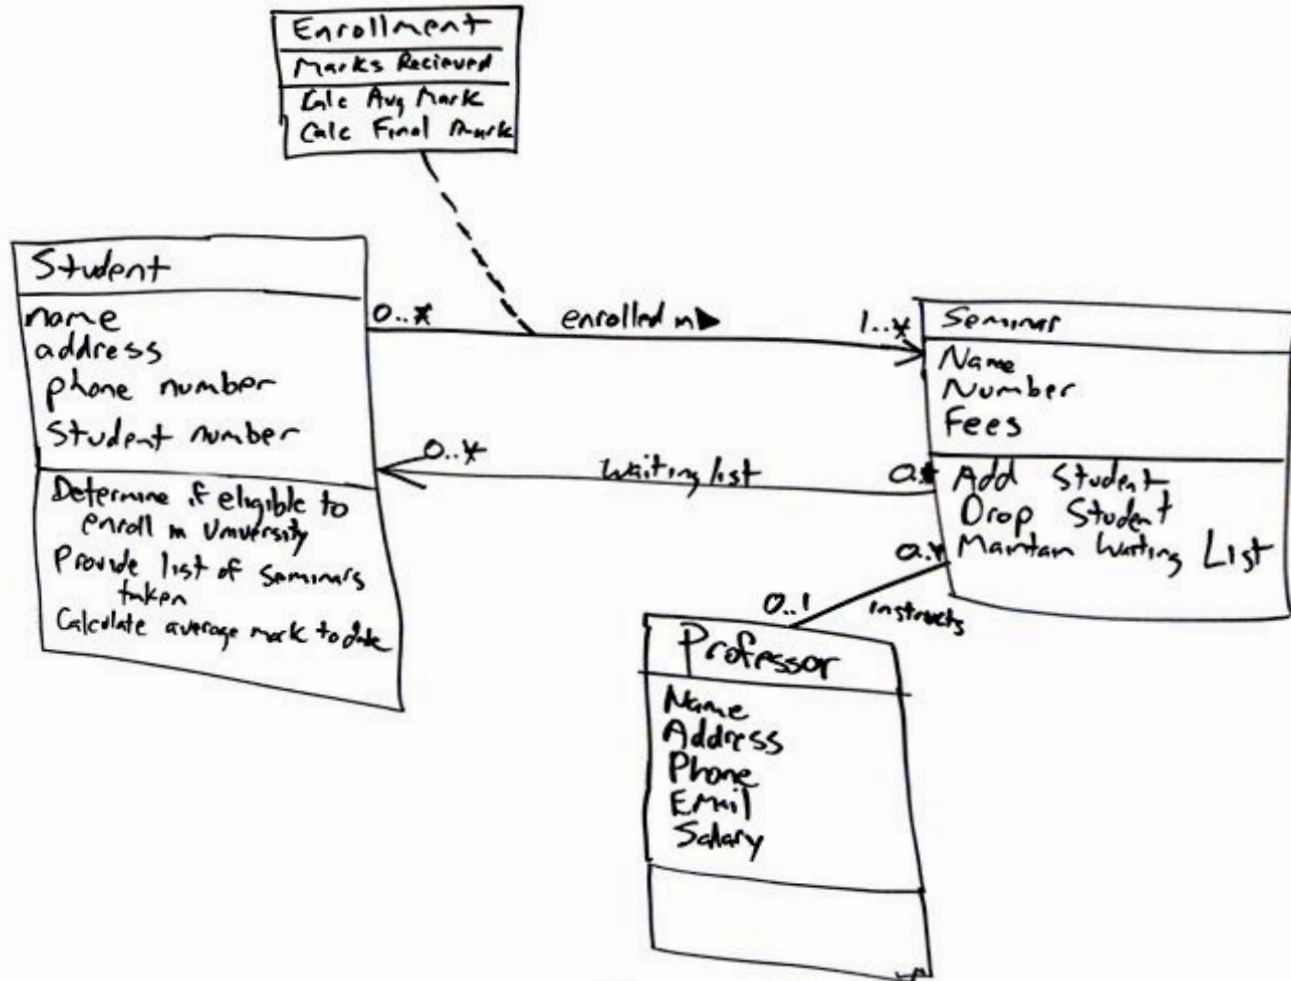 Enrollment
Marks Recieved
Calc Avg Mark
Calc Final Mark
Student
name
address
phone number
Student number
Determine if eligible to
enroll in University
Provide list of Seminars
taken
Calculate average mark to date
0..*
enrolled in
1..*
0..*
Waiting list
0..*
Seminar
Name
Number
Fees
Add Student
Drop Student
Maintain Waiting List
0..*
instructs
0..1
Professor
Name
Address
Phone
Email
Salary